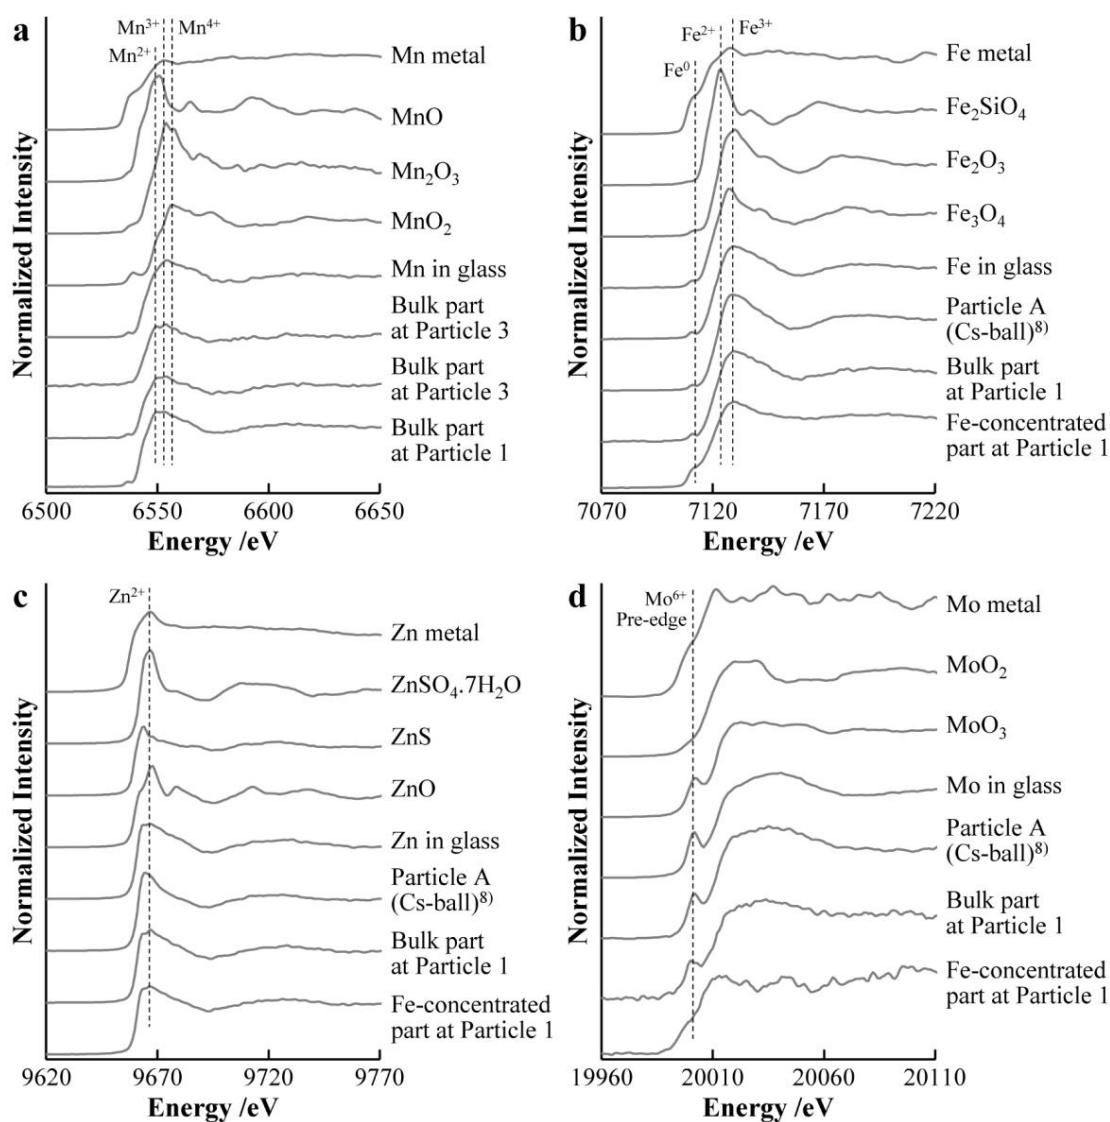 a
Mn³⁺
Mn⁴⁺
Mn²⁺
Mn metal
MnO
Mn₂O₃
MnO₂
Mn in glass
Bulk part
at Particle 3
Bulk part
at Particle 3
Bulk part
at Particle 1
Normalized Intensity
6500 6550 6600 6650
Energy /eV
b
Fe²⁺
Fe³⁺
Fe⁰
Fe metal
Fe₂SiO₄
Fe₂O₃
Fe₃O₄
Fe in glass
Particle A
(Cs-ball)⁸⁾
Bulk part
at Particle 1
Fe-concentrated
part at Particle 1
Normalized Intensity
7070 7120 7170 7220
Energy /eV
c
Zn²⁺
Zn metal
ZnSO₄.7H₂O
ZnS
ZnO
Zn in glass
Particle A
(Cs-ball)⁸⁾
Bulk part
at Particle 1
Fe-concentrated
part at Particle 1
Normalized Intensity
9620 9670 9720 9770
Energy /eV
d
Mo⁶⁺
Pre-edge
Mo metal
MoO₂
MoO₃
Mo in glass
Particle A
(Cs-ball)⁸⁾
Bulk part
at Particle 1
Fe-concentrated
part at Particle 1
Normalized Intensity
19960 20010 20060 20110
Energy /eV